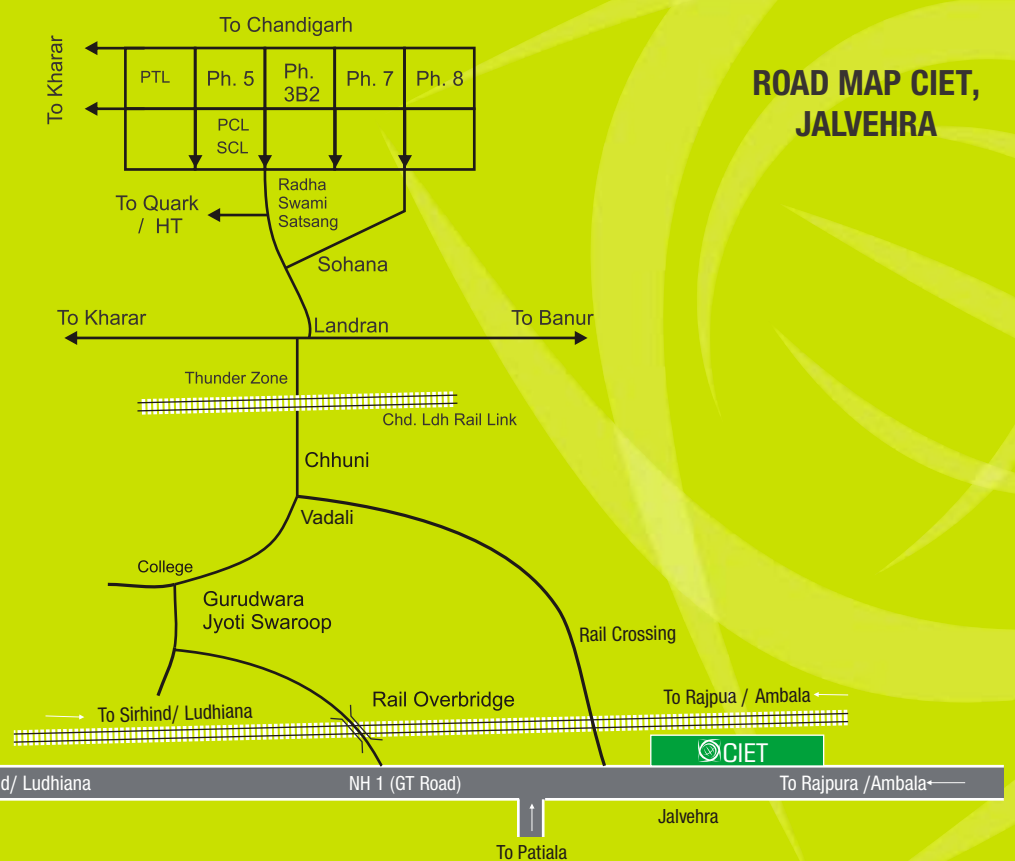 To Chandigarh
To Kharar
PTL
Ph. 5
Ph.
3B2
Ph. 7
Ph. 8
PCL
SCL
ROAD MAP CIET,
JALVEHRA
To Quark
/ HT
Radha
Swami
Satsang
Sohana
To Kharar
Landran
To Banur
Thunder Zone
Chd. Ldh Rail Link
Chhuni
Vadali
College
Gurudwara
Jyoti Swaroop
Rail Crossing
To Sirhind/ Ludhiana
Rail Overbridge
To Rajpua / Ambala
CIET
d/ Ludhiana
NH 1 (GT Road)
To Rajpura /Ambala
Jalvehra
To Patiala